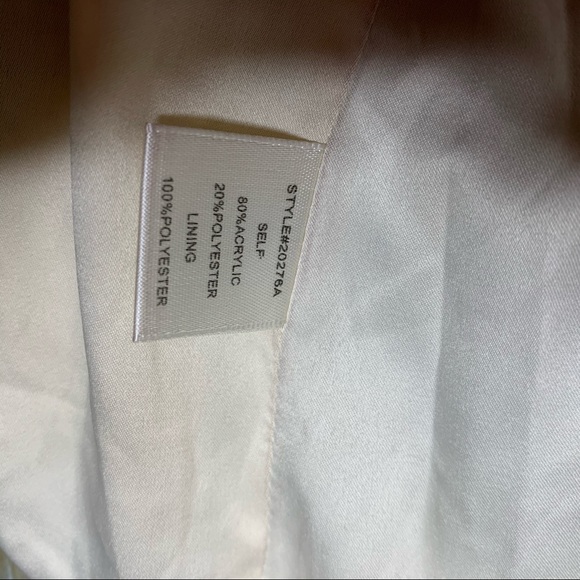 STYLE#20276A
SELF
80%ACRYLIC
20%POLYESTER
LINING
100%POLYESTER